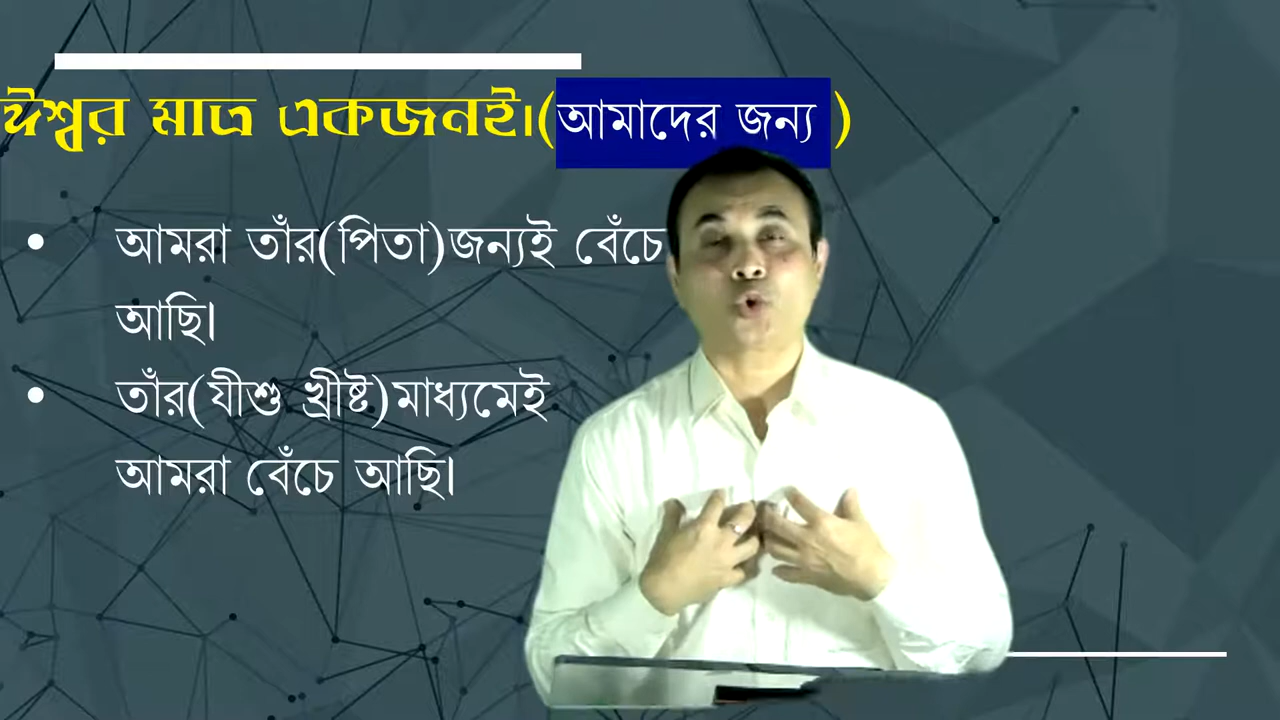 ঈশ্বর মাত্র একজনই।(আমাদের জন্য )
• আমরা তাঁর(পিতা)জন্যই বেঁচে
আছি।
• তাঁর(যীশু খ্রীষ্ট)মাধ্যমেই
আমরা বেঁচে আছি।